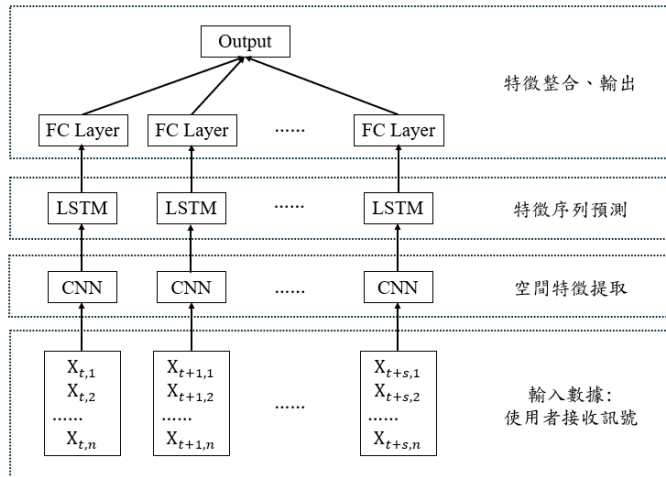 Output
特徵整合、輸出
FC Layer FC Layer ...... FC Layer
LSTM LSTM ...... LSTM
特徵序列預測
CNN CNN ...... CNN
空間特徵提取
X_{t,1} X_{t+1,1} X_{t+s,1}
X_{t,2} X_{t+1,2} X_{t+s,2}
...... ...... ...... ......
X_{t,n} X_{t+1,n} X_{t+s,n}
輸入數據:
使用者接收訊號